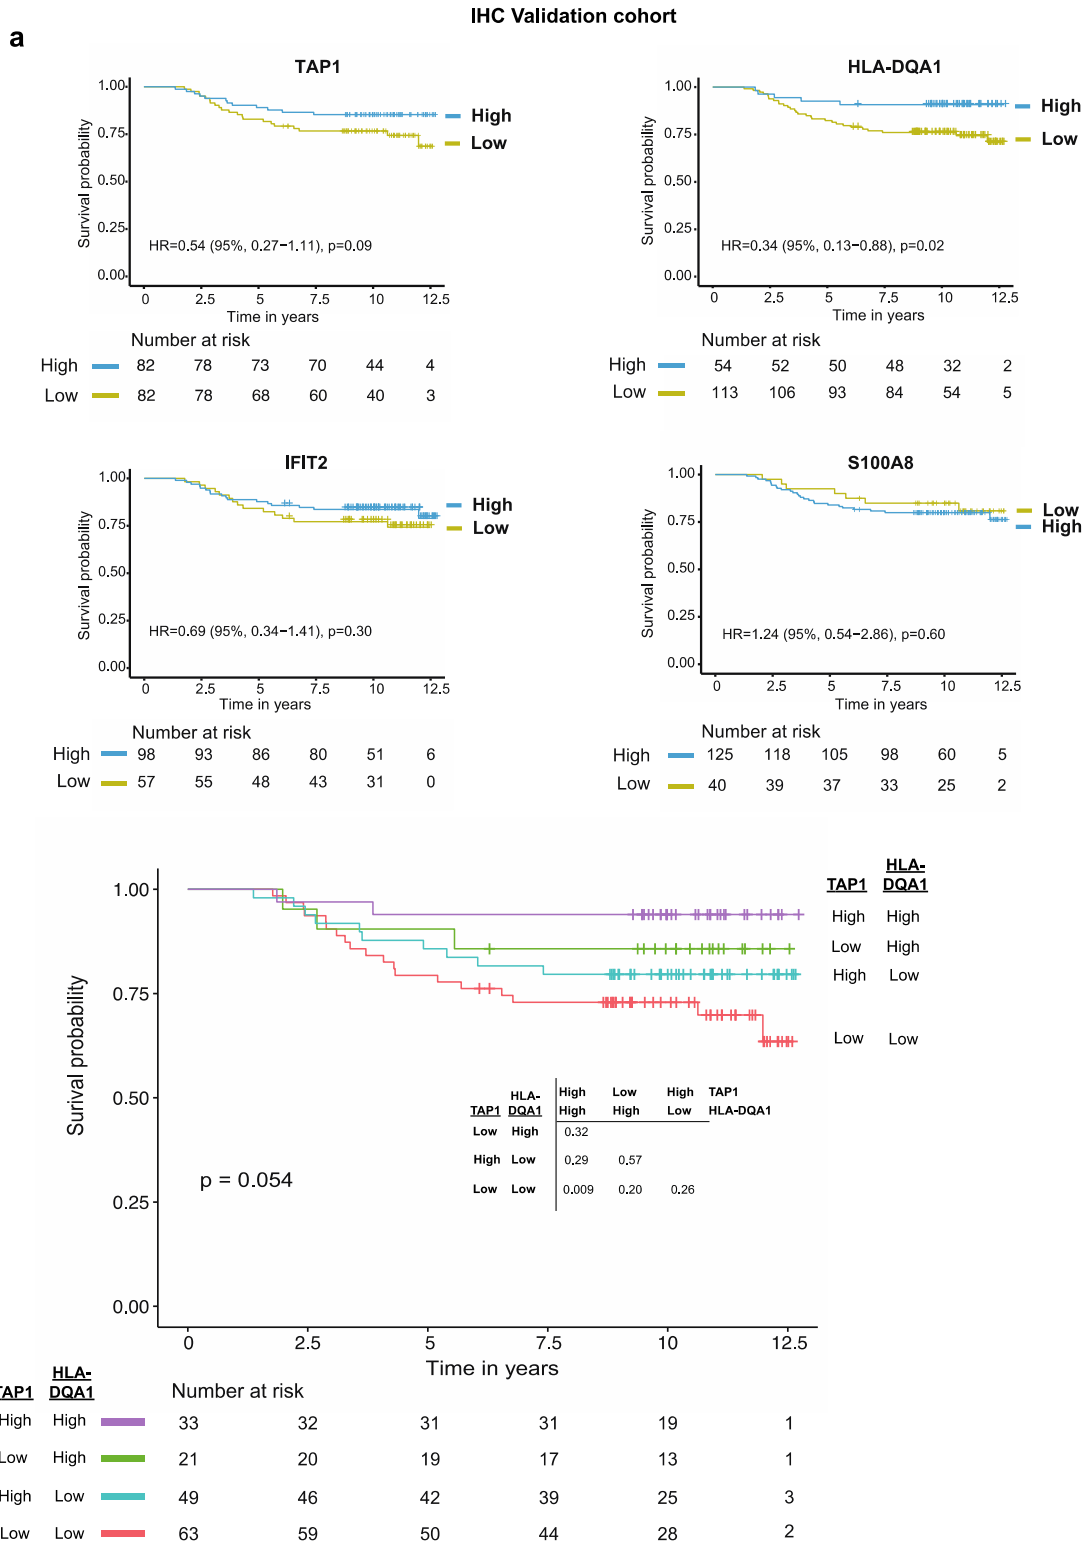 IHC Validation cohort
a
TAP1
1.00
0.75
0.50
0.25
0.00
Survival probability
High
Low
HR=0.54 (95%, 0.27−1.11), p=0.09
0 2.5 5 7.5 10 12.5
Time in years
Number at risk
High 82 78 73 70 44 4
Low 82 78 68 60 40 3
HLA-DQA1
1.00
0.75
0.50
0.25
0.00
Survival probability
High
Low
HR=0.34 (95%, 0.13−0.88), p=0.02
0 2.5 5 7.5 10 12.5
Time in years
Number at risk
High 54 52 50 48 32 2
Low 113 106 93 84 54 5
IFIT2
1.00
0.75
0.50
0.25
0.00
Survival probability
High
Low
HR=0.69 (95%, 0.34−1.41), p=0.30
0 2.5 5 7.5 10 12.5
Time in years
Number at risk
High 98 93 86 80 51 6
Low 57 55 48 43 31 0
S100A8
1.00
0.75
0.50
0.25
0.00
Survival probability
Low
High
HR=1.24 (95%, 0.54−2.86), p=0.60
0 2.5 5 7.5 10 12.5
Time in years
Number at risk
High 125 118 105 98 60 5
Low 40 39 37 33 25 2
1.00
0.75
0.50
0.25
0.00
Surival probability
HLA-
TAP1 DQA1
High High
Low High
High Low
Low Low
HLA-
TAP1 DQA1
High Low High TAP1
High High Low HLA-DQA1
Low High 0.32
High Low 0.29 0.57
Low Low 0.009 0.20 0.26
p = 0.054
0 2.5 5 7.5 10 12.5
Time in years
HLA-
TAP1 DQA1
Number at risk
High High 33 32 31 31 19 1
Low High 21 20 19 17 13 1
High Low 49 46 42 39 25 3
Low Low 63 59 50 44 28 2